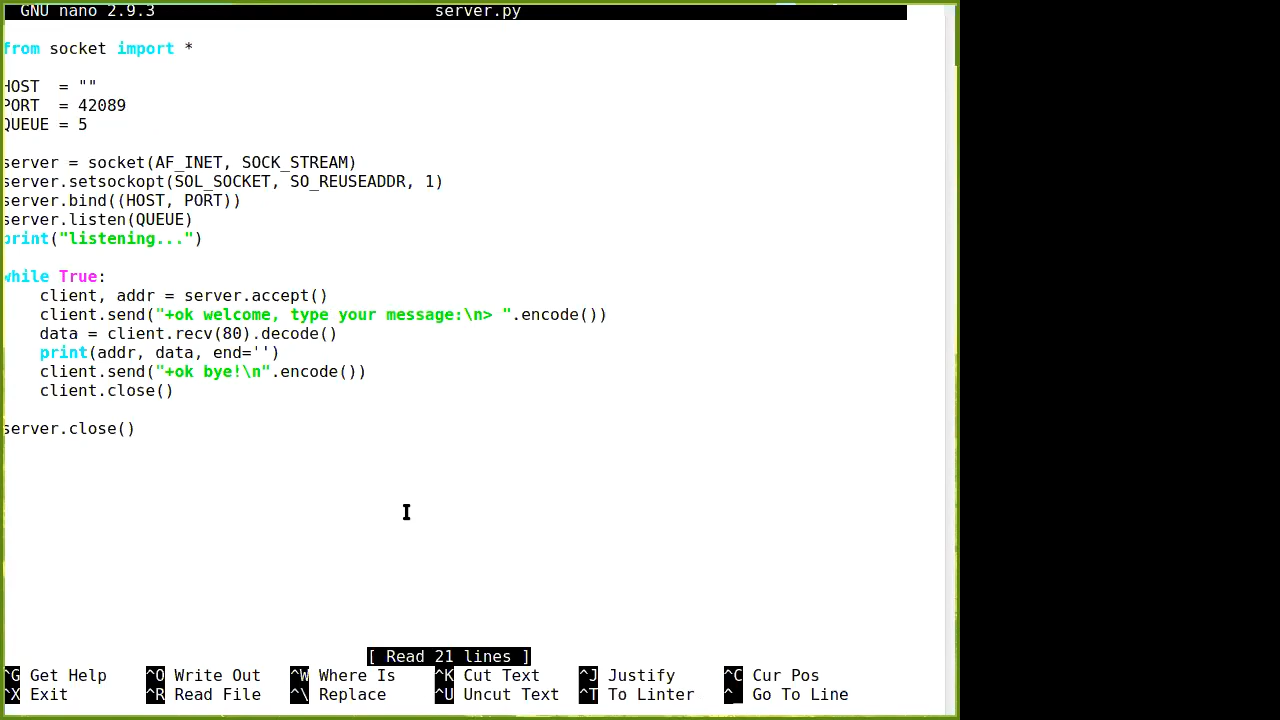 GNU nano 2.9.3 server.py
from socket import *
HOST  = ""
PORT  = 42089
QUEUE = 5
server = socket(AF_INET, SOCK_STREAM)
server.setsockopt(SOL_SOCKET, SO_REUSEADDR, 1)
server.bind((HOST, PORT))
server.listen(QUEUE)
print("listening...")
while True:
    client, addr = server.accept()
    client.send("+ok welcome, type your message:\n> ".encode())
    data = client.recv(80).decode()
    print(addr, data, end='')
    client.send("+ok bye!\n".encode())
    client.close()
server.close()
[ Read 21 lines ]
^G Get Help ^O Write Out ^W Where Is ^K Cut Text ^J Justify ^C Cur Pos
^X Exit ^R Read File ^\ Replace ^U Uncut Text ^T To Linter ^_ Go To Line